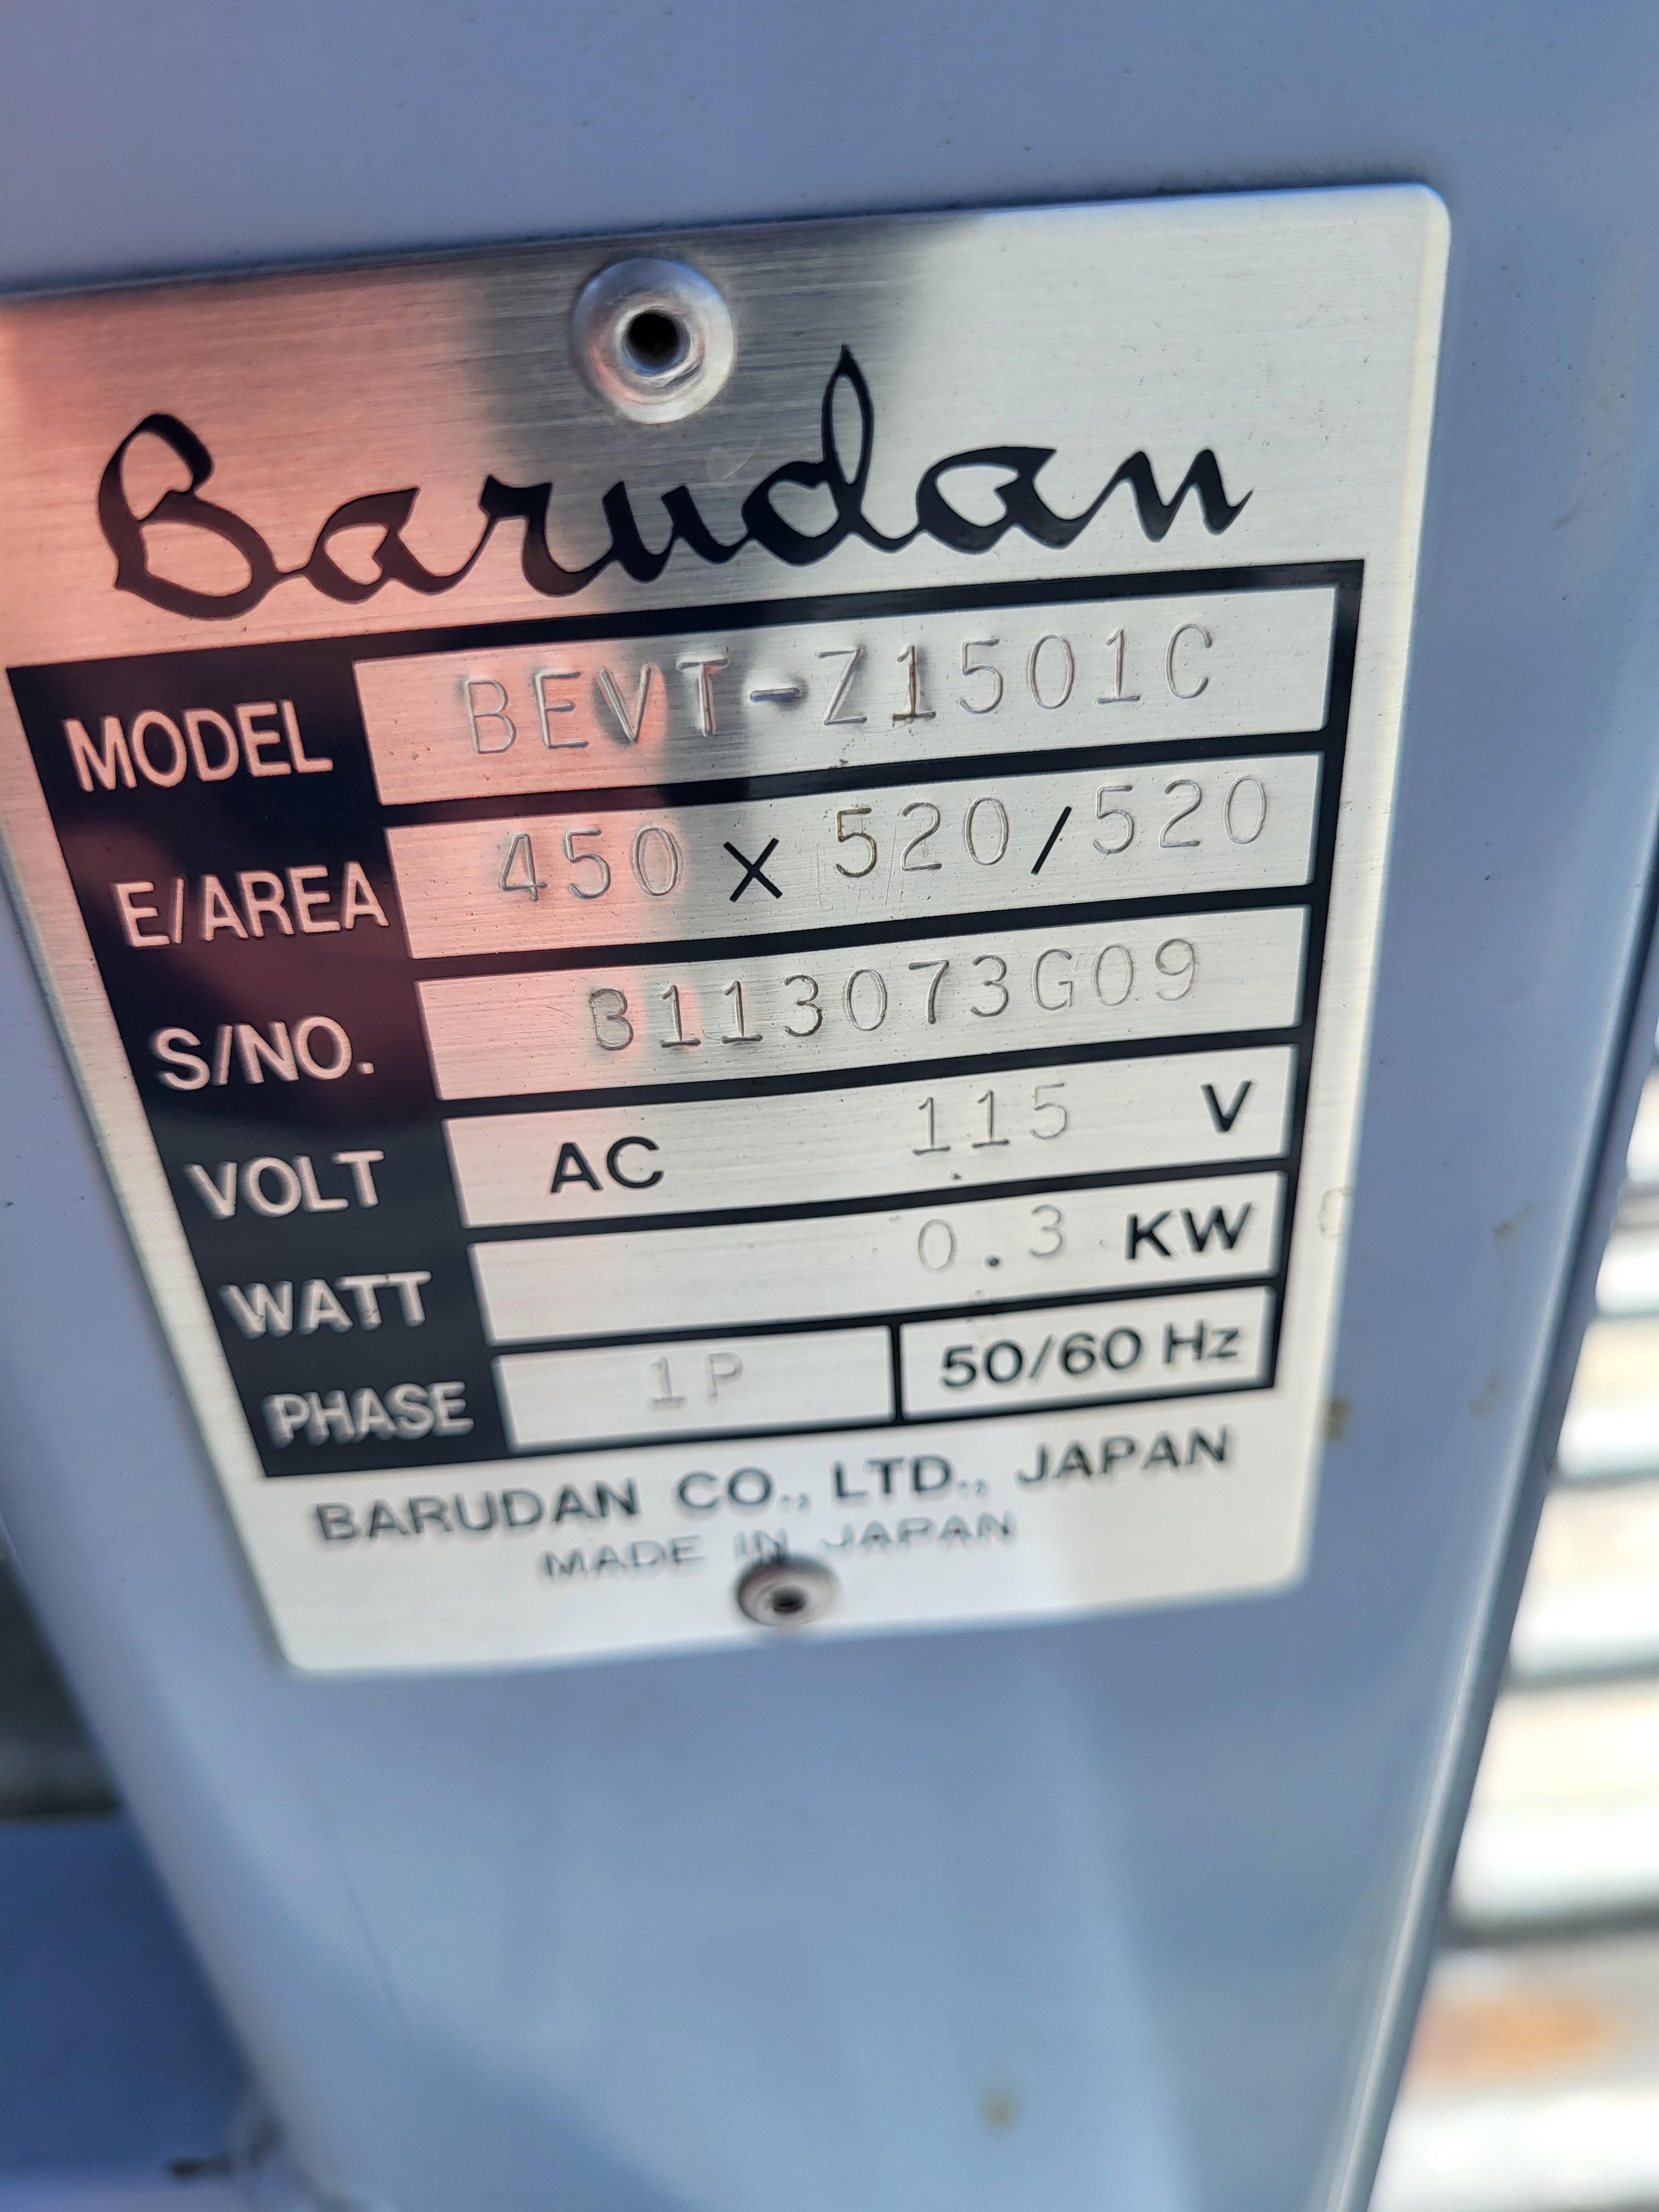 Barudan
MODEL BEVT-Z1501C
E/AREA 450 × 520/520
S/NO. B113073G09
VOLT AC 115 V
WATT 0.3 KW
PHASE 1P 50/60 Hz
BARUDAN CO., LTD., JAPAN
MADE IN JAPAN